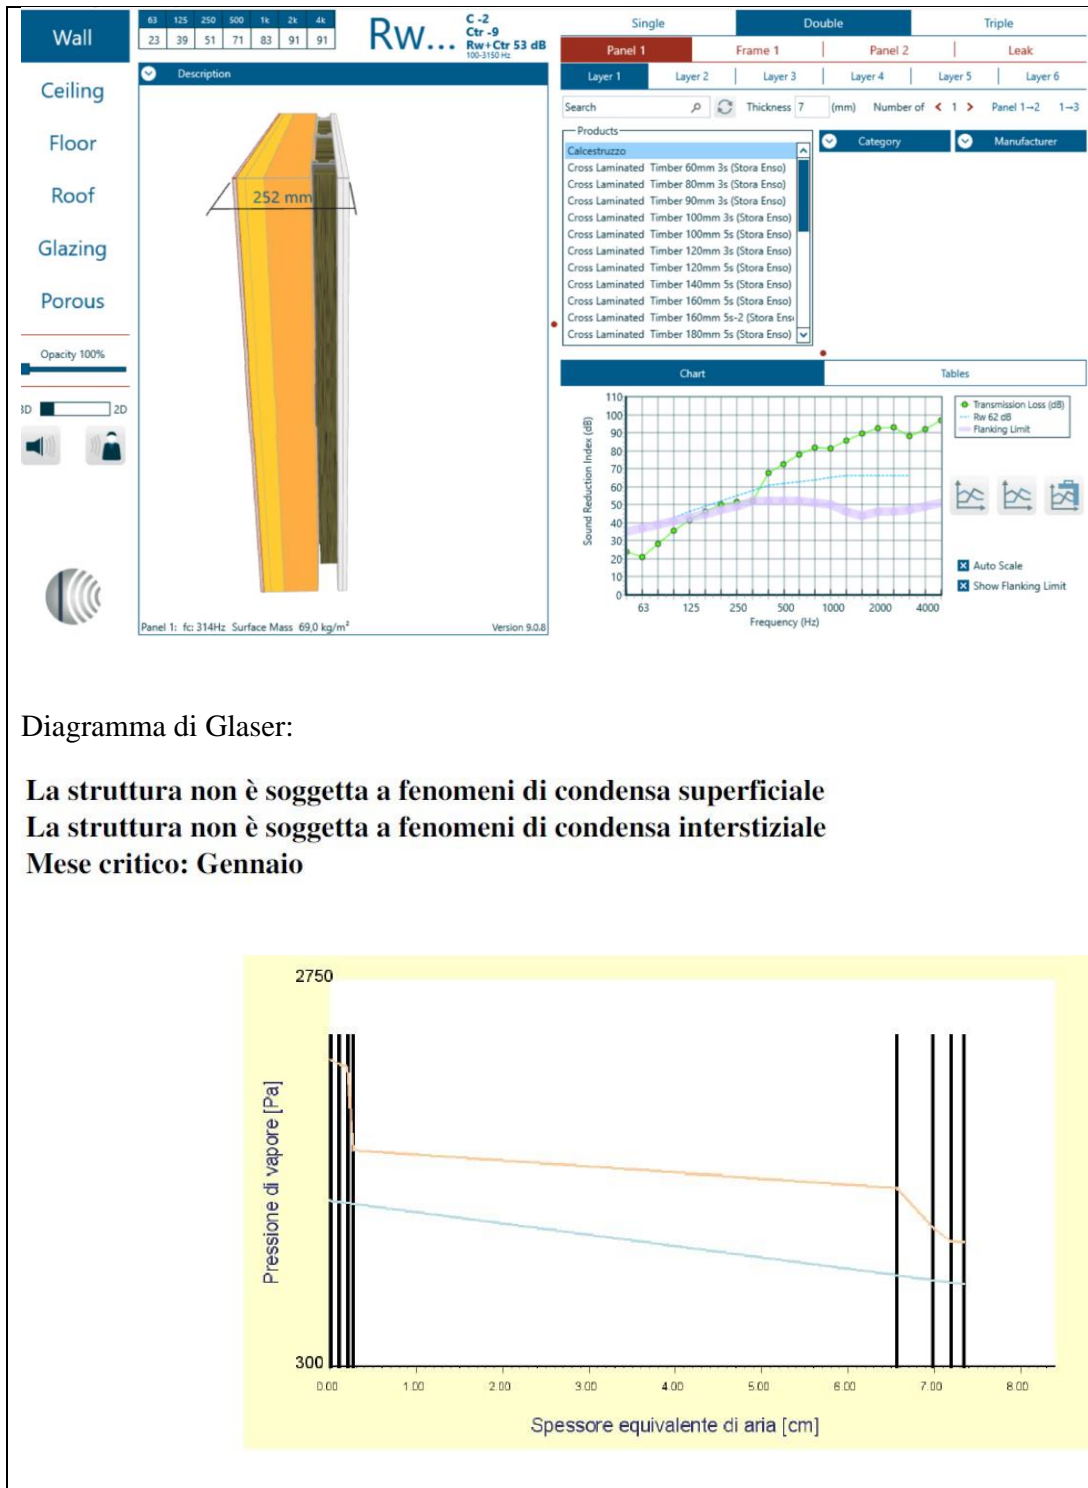 Wall
Ceiling
Floor
Roof
Glazing
Porous
Opacity 100%
3D 2D
63 125 250 500 1k 2k 4k
23 39 51 71 83 91 91
Rw...
C -2
Ctr -9
Rw+Ctr 53 dB
100-3150 Hz
Description
252 mm
Panel 1: fc: 314Hz Surface Mass 69,0 kg/m²
Version 9.0.8
Single Double Triple
Panel 1 Frame 1 Panel 2 Leak
Layer 1 Layer 2 Layer 3 Layer 4 Layer 5 Layer 6
Search Thickness 7 (mm) Number of < 1 > Panel 1→2 1→3
Products
Category Manufacturer
Calcestruzzo
Cross Laminated Timber 60mm 3s (Stora Enso)
Cross Laminated Timber 80mm 3s (Stora Enso)
Cross Laminated Timber 90mm 3s (Stora Enso)
Cross Laminated Timber 100mm 3s (Stora Enso)
Cross Laminated Timber 100mm 5s (Stora Enso)
Cross Laminated Timber 120mm 3s (Stora Enso)
Cross Laminated Timber 120mm 5s (Stora Enso)
Cross Laminated Timber 140mm 5s (Stora Enso)
Cross Laminated Timber 160mm 5s (Stora Enso)
Cross Laminated Timber 160mm 5s-2 (Stora Ens
Cross Laminated Timber 180mm 5s (Stora Enso)
Chart Tables
Sound Reduction Index (dB)
110
100
90
80
70
60
50
40
30
20
10
0
63 125 250 500 1000 2000 4000
Frequency (Hz)
Transmission Loss (dB)
Rw 62 dB
Flanking Limit
Auto Scale
Show Flanking Limit
Diagramma di Glaser:
La struttura non è soggetta a fenomeni di condensa superficiale
La struttura non è soggetta a fenomeni di condensa interstiziale
Mese critico: Gennaio
2750
Pressione di vapore [Pa]
300
0.00 1.00 2.00 3.00 4.00 5.00 6.00 7.00 8.00
Spessore equivalente di aria [cm]